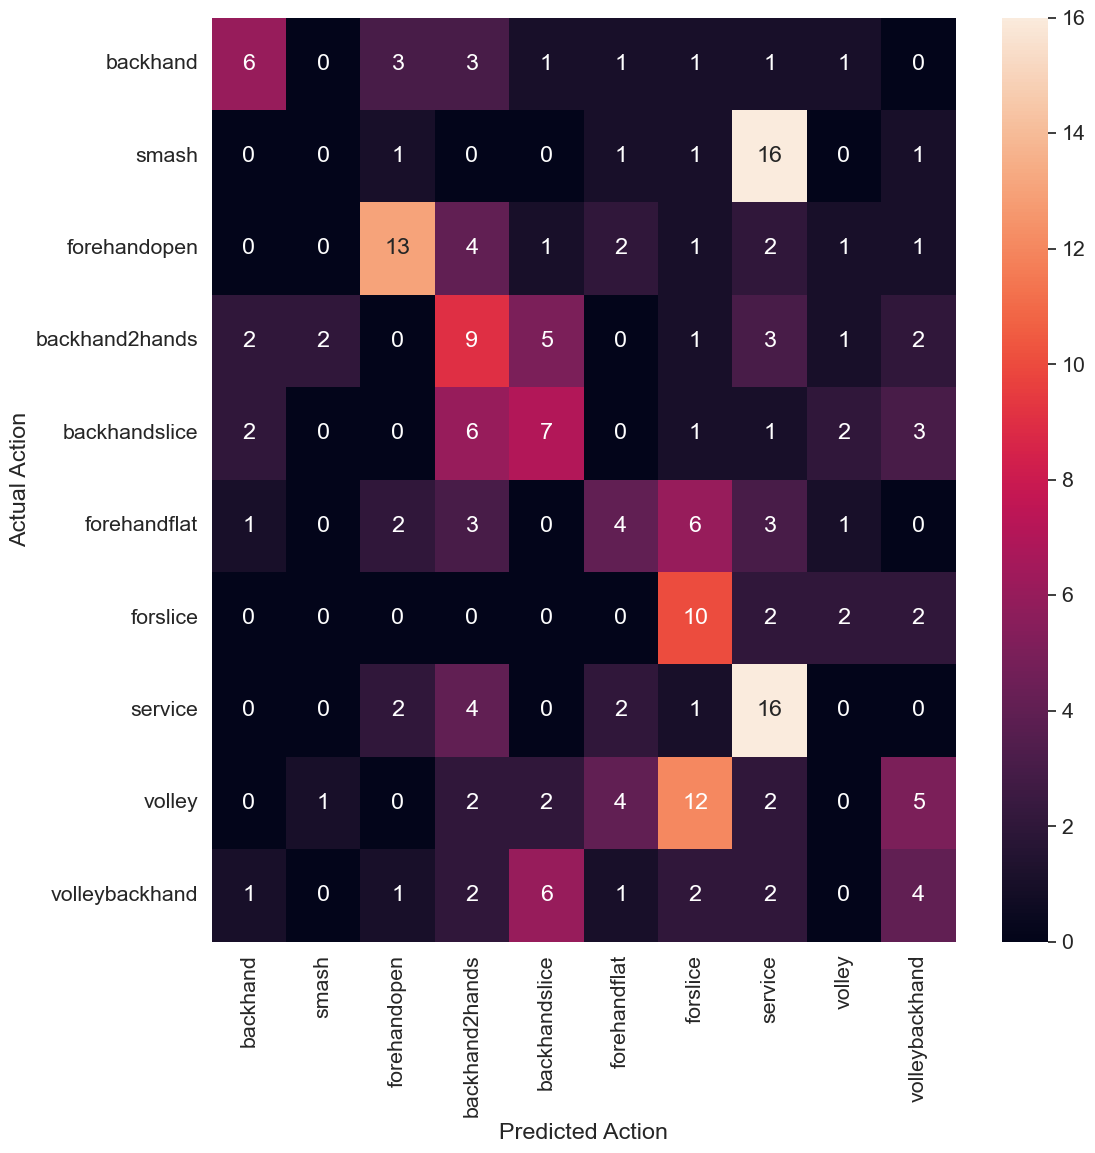 backhand 6 0 3 3 1 1 1 1 1 0
smash 0 0 1 0 0 1 1 16 0 1
forehandopen 0 0 13 4 1 2 1 2 1 1
backhand2hands 2 2 0 9 5 0 1 3 1 2
backhandslice 2 0 0 6 7 0 1 1 2 3
forehandflat 1 0 2 3 0 4 6 3 1 0
forslice 0 0 0 0 0 0 10 2 2 2
service 0 0 2 4 0 2 1 16 0 0
volley 0 1 0 2 2 4 12 2 0 5
volleybackhand 1 0 1 2 6 1 2 2 0 4
Actual Action
backhand
smash
forehandopen
backhand2hands
backhandslice
forehandflat
forslice
service
volley
volleybackhand
Predicted Action
16
14
12
10
8
6
4
2
0